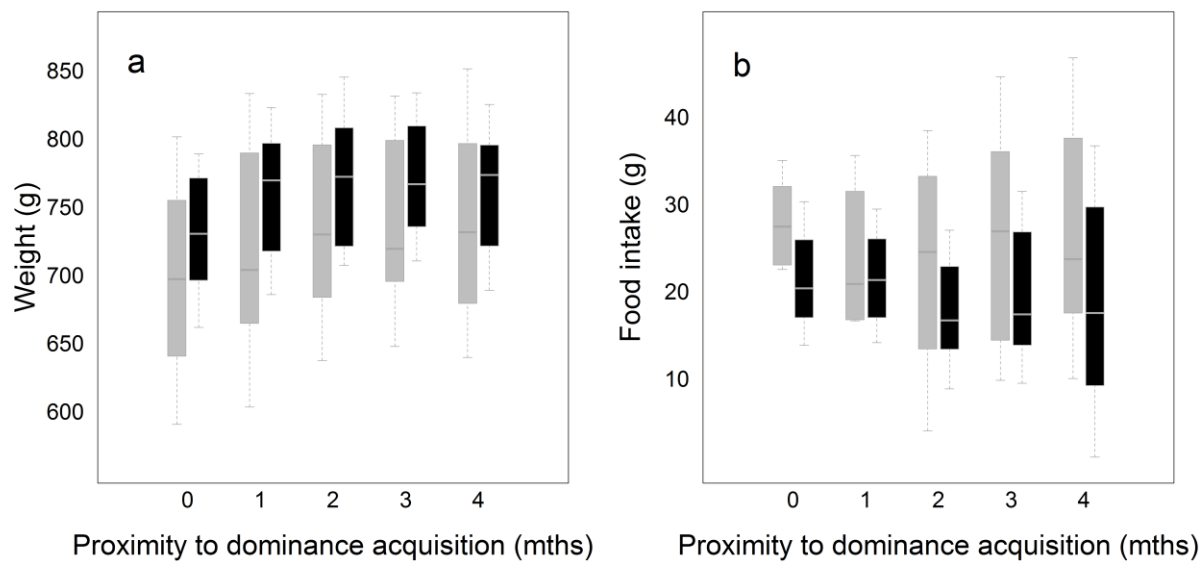 a
Weight (g)
850
800
750
700
650
600
0 1 2 3 4
Proximity to dominance acquisition (mths)
b
Food intake (g)
40
30
20
10
0 1 2 3 4
Proximity to dominance acquisition (mths)